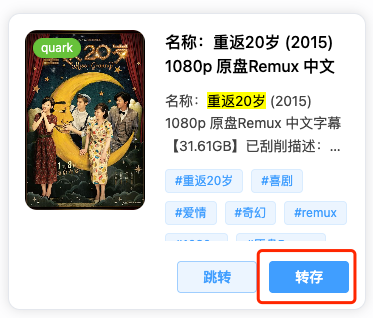 quark
20
1·8
名称：重返20岁 (2015)
1080p 原盘Remux 中文
名称：重返20岁 (2015)
1080p 原盘Remux 中文字幕
【31.61GB】已刮削描述：...
#重返20岁 #喜剧
#爱情 #奇幻 #remux
跳转 转存